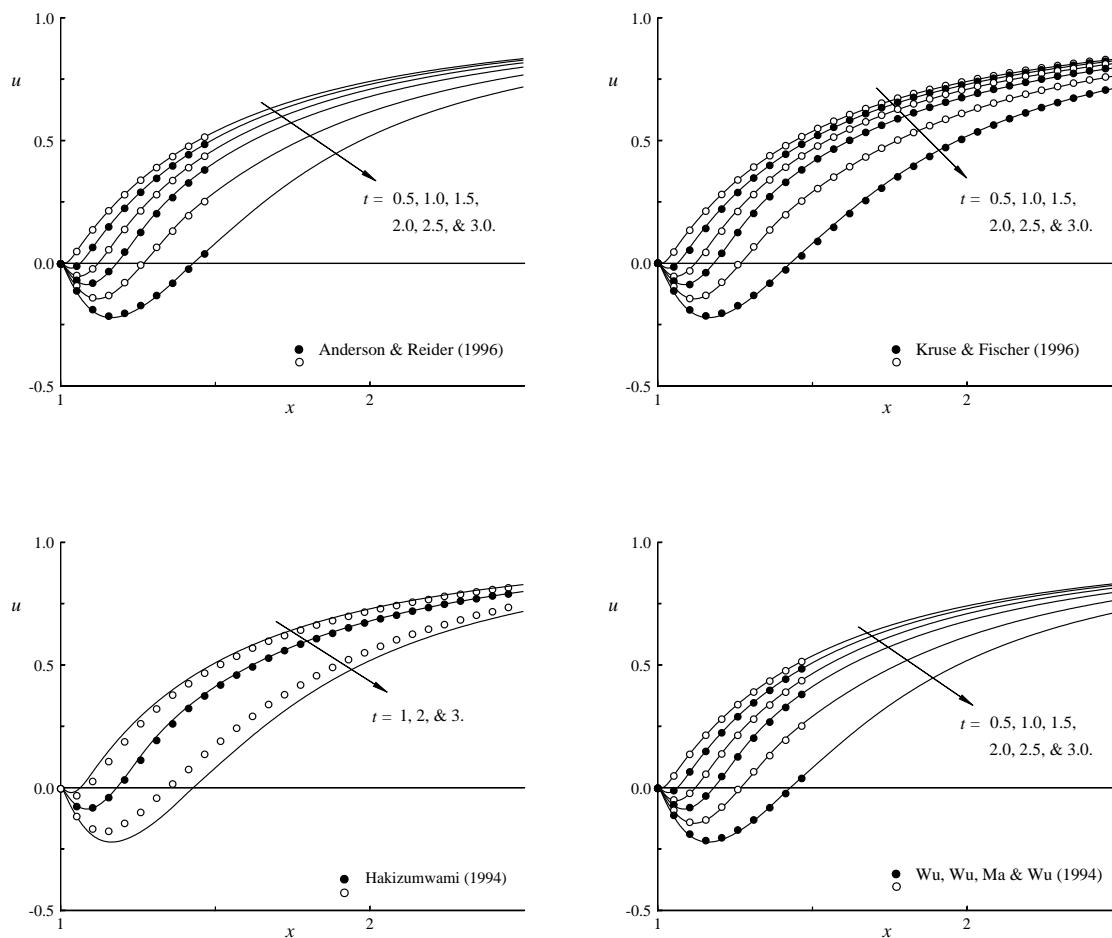 1.0
u
0.5
t = 0.5, 1.0, 1.5,
2.0, 2.5, & 3.0.
0.0
Anderson & Reider (1996)
-0.5
1
2
x
1.0
u
0.5
t = 0.5, 1.0, 1.5,
2.0, 2.5, & 3.0.
0.0
Kruse & Fischer (1996)
-0.5
1
2
x
1.0
u
0.5
t = 1, 2, & 3.
0.0
Hakizumwami (1994)
-0.5
1
2
x
1.0
u
0.5
t = 0.5, 1.0, 1.5,
2.0, 2.5, & 3.0.
0.0
Wu, Wu, Ma & Wu (1994)
-0.5
1
2
x